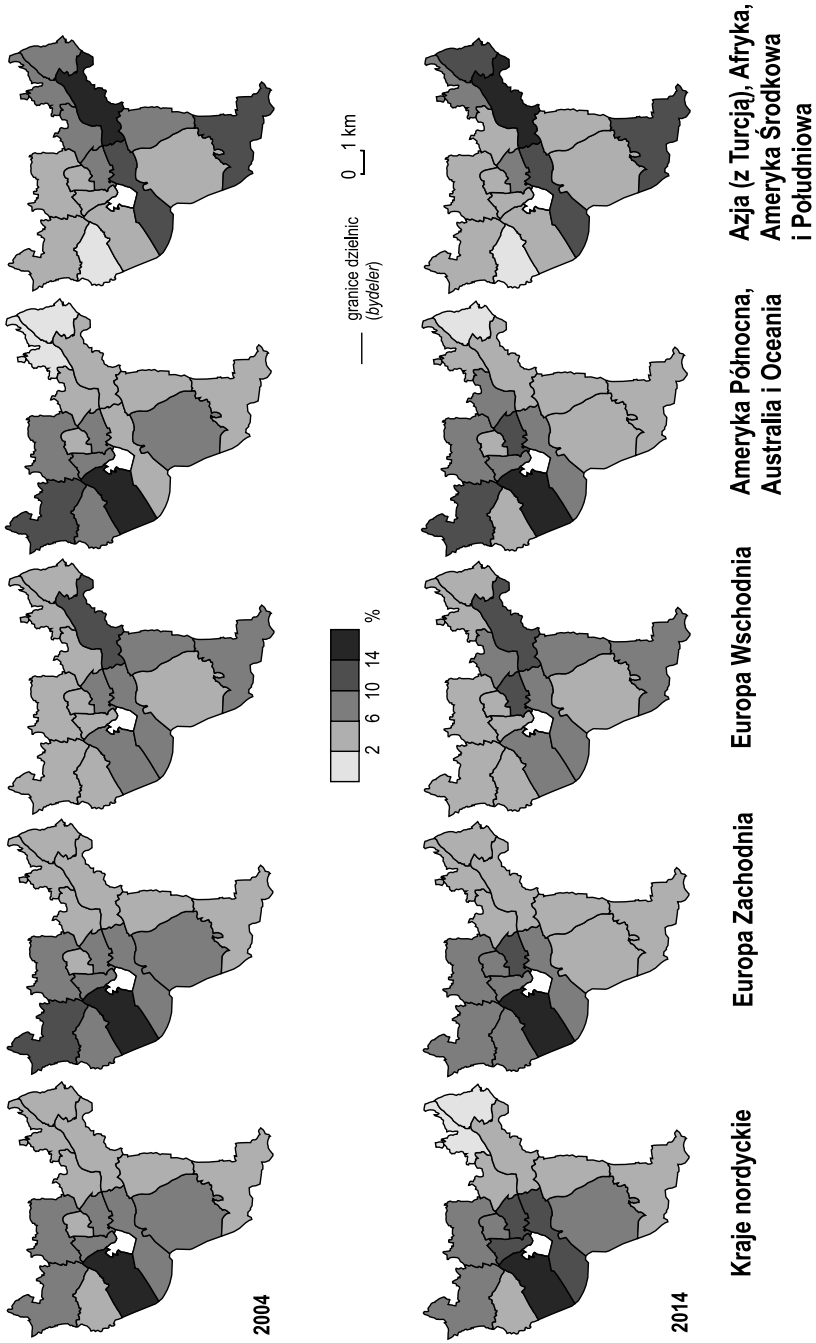 granice dzielnic
(bydeler)
0 1 km
2 6 10 14 %
2004
2014
Kraje nordyckie
Europa Zachodnia
Europa Wschodnia
Ameryka Północna,
Australia i Oceania
Azja (z Turcją), Afryka,
Ameryka Środkowa
i Południowa